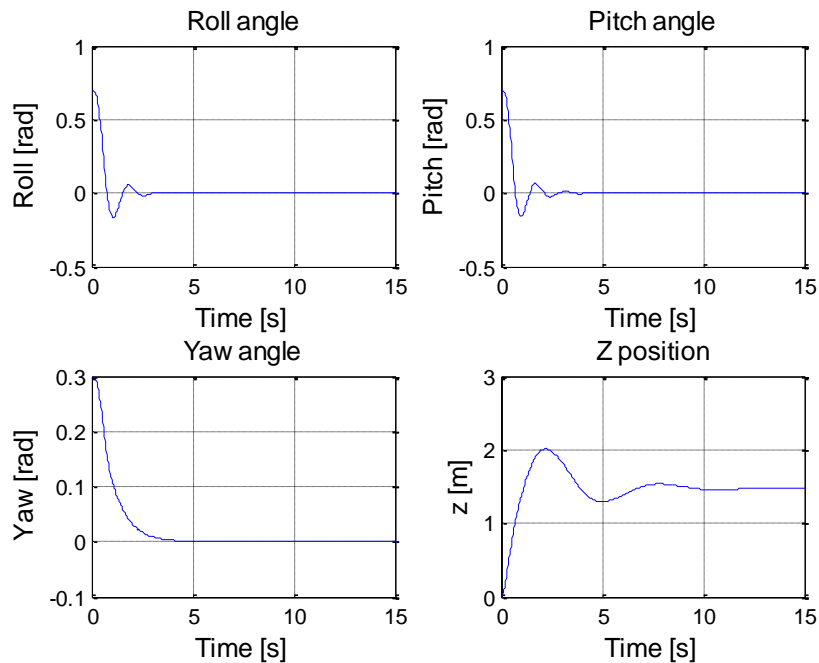 Roll angle
Roll [rad]
1
0.5
0
-0.5
0
5
10
15
Time [s]
Pitch angle
Pitch [rad]
1
0.5
0
-0.5
0
5
10
15
Time [s]
Yaw angle
Yaw [rad]
0.3
0.2
0.1
0
-0.1
0
5
10
15
Time [s]
Z position
z [m]
3
2
1
0
0
5
10
15
Time [s]